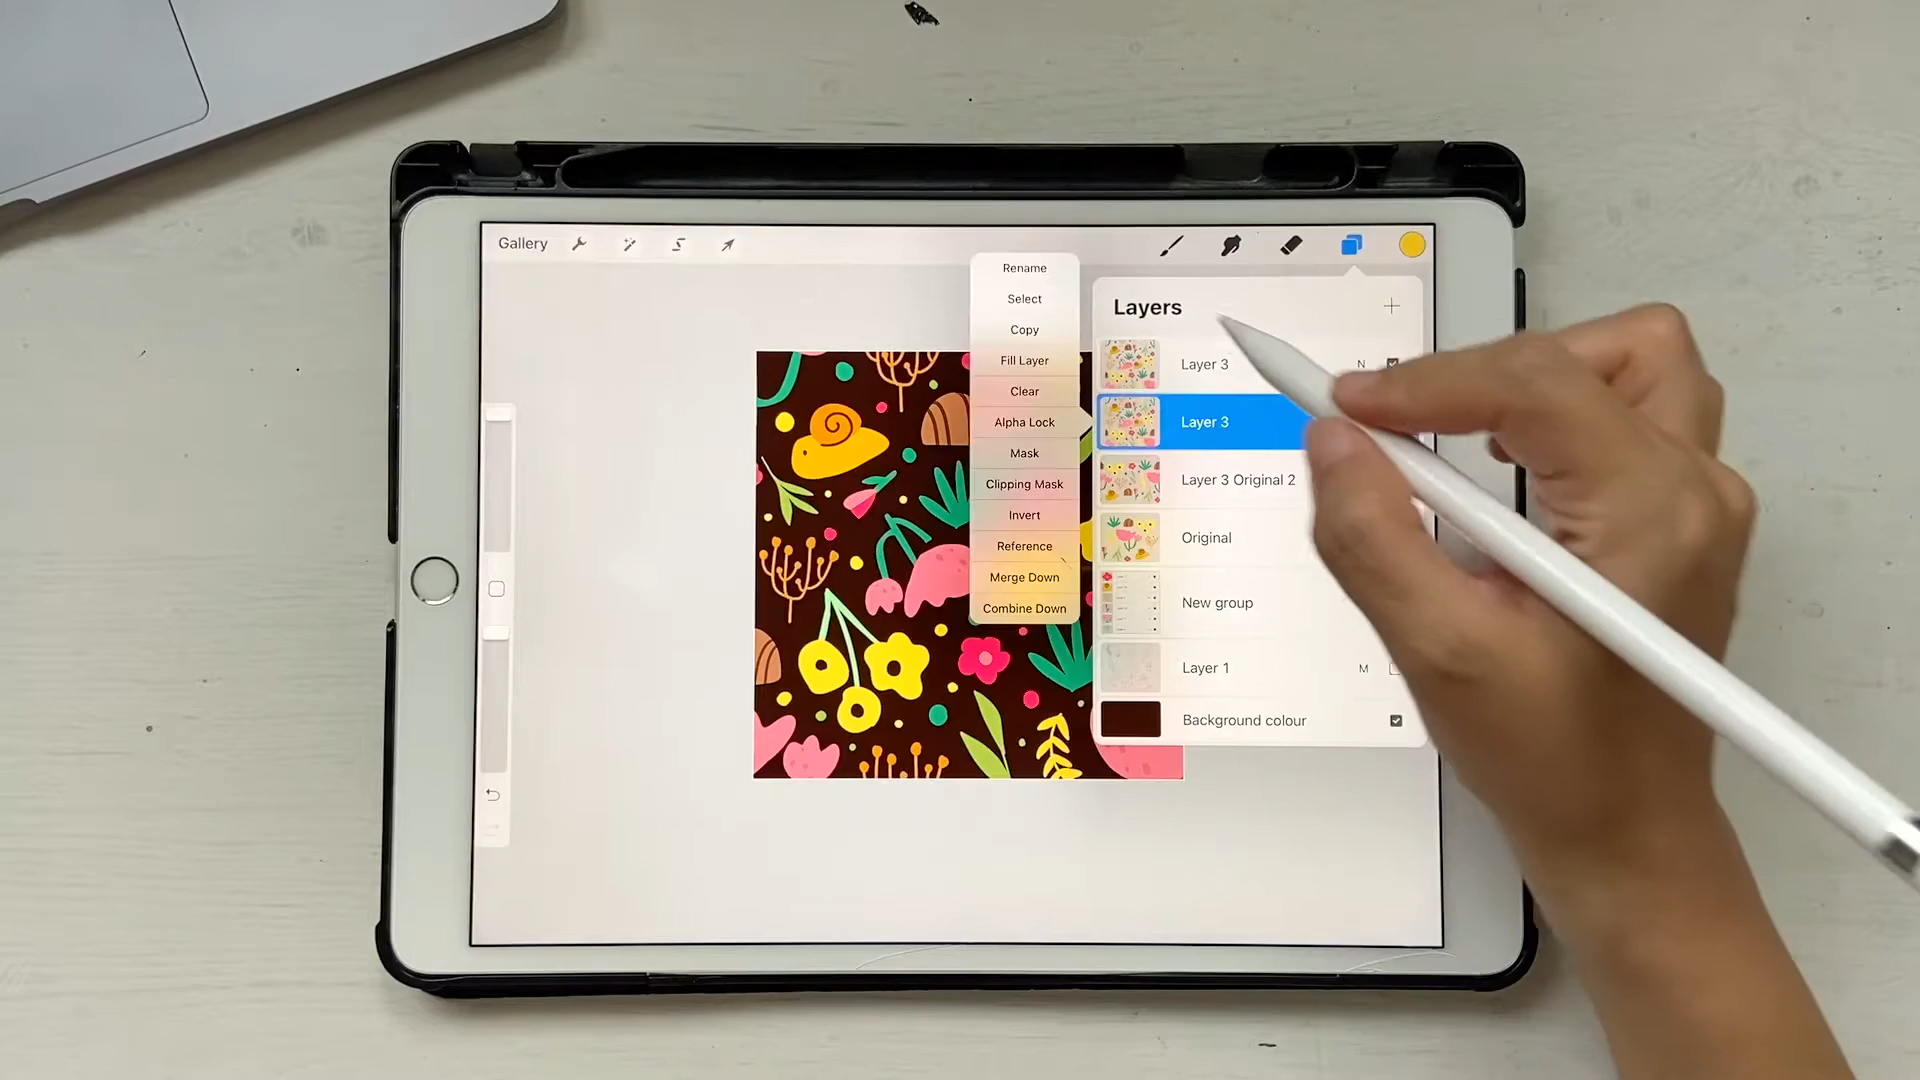 Gallery
Rename
Select
Copy
Fill Layer
Clear
Alpha Lock
Mask
Clipping Mask
Invert
Reference
Merge Down
Combine Down
Layers
Layer 3 N
Layer 3
Layer 3 Original 2
Original
New group
Layer 1 M
Background colour